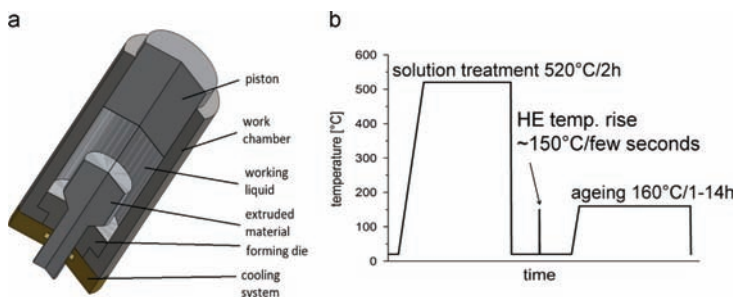 a
piston
work
chamber
working
liquid
extruded
material
forming die
cooling
system
b
600
500
400
300
200
100
0
temperature [°C]
solution treatment 520°C/2h
HE temp. rise
~150°C/few seconds
ageing 160°C/1-14h
time